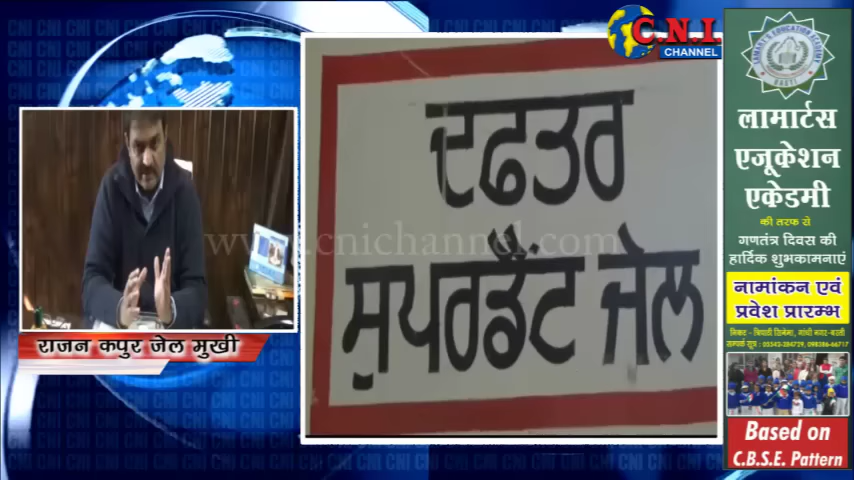 C.N.I.
CHANNEL
ਦਫਤਰ
ਸੁਪਰਡੈਂਟ ਜੇਲ
www.cnichannel.com
राजन कपुर जेल मुखी
लामार्टस
एजूकेशन
एकेडमी
की तरफ से
गणतंत्र दिवस की
हार्दिक शुभकामनाएं
नामांकन एवं
प्रवेश प्रारम्भ
Based on
C.B.S.E. Pattern